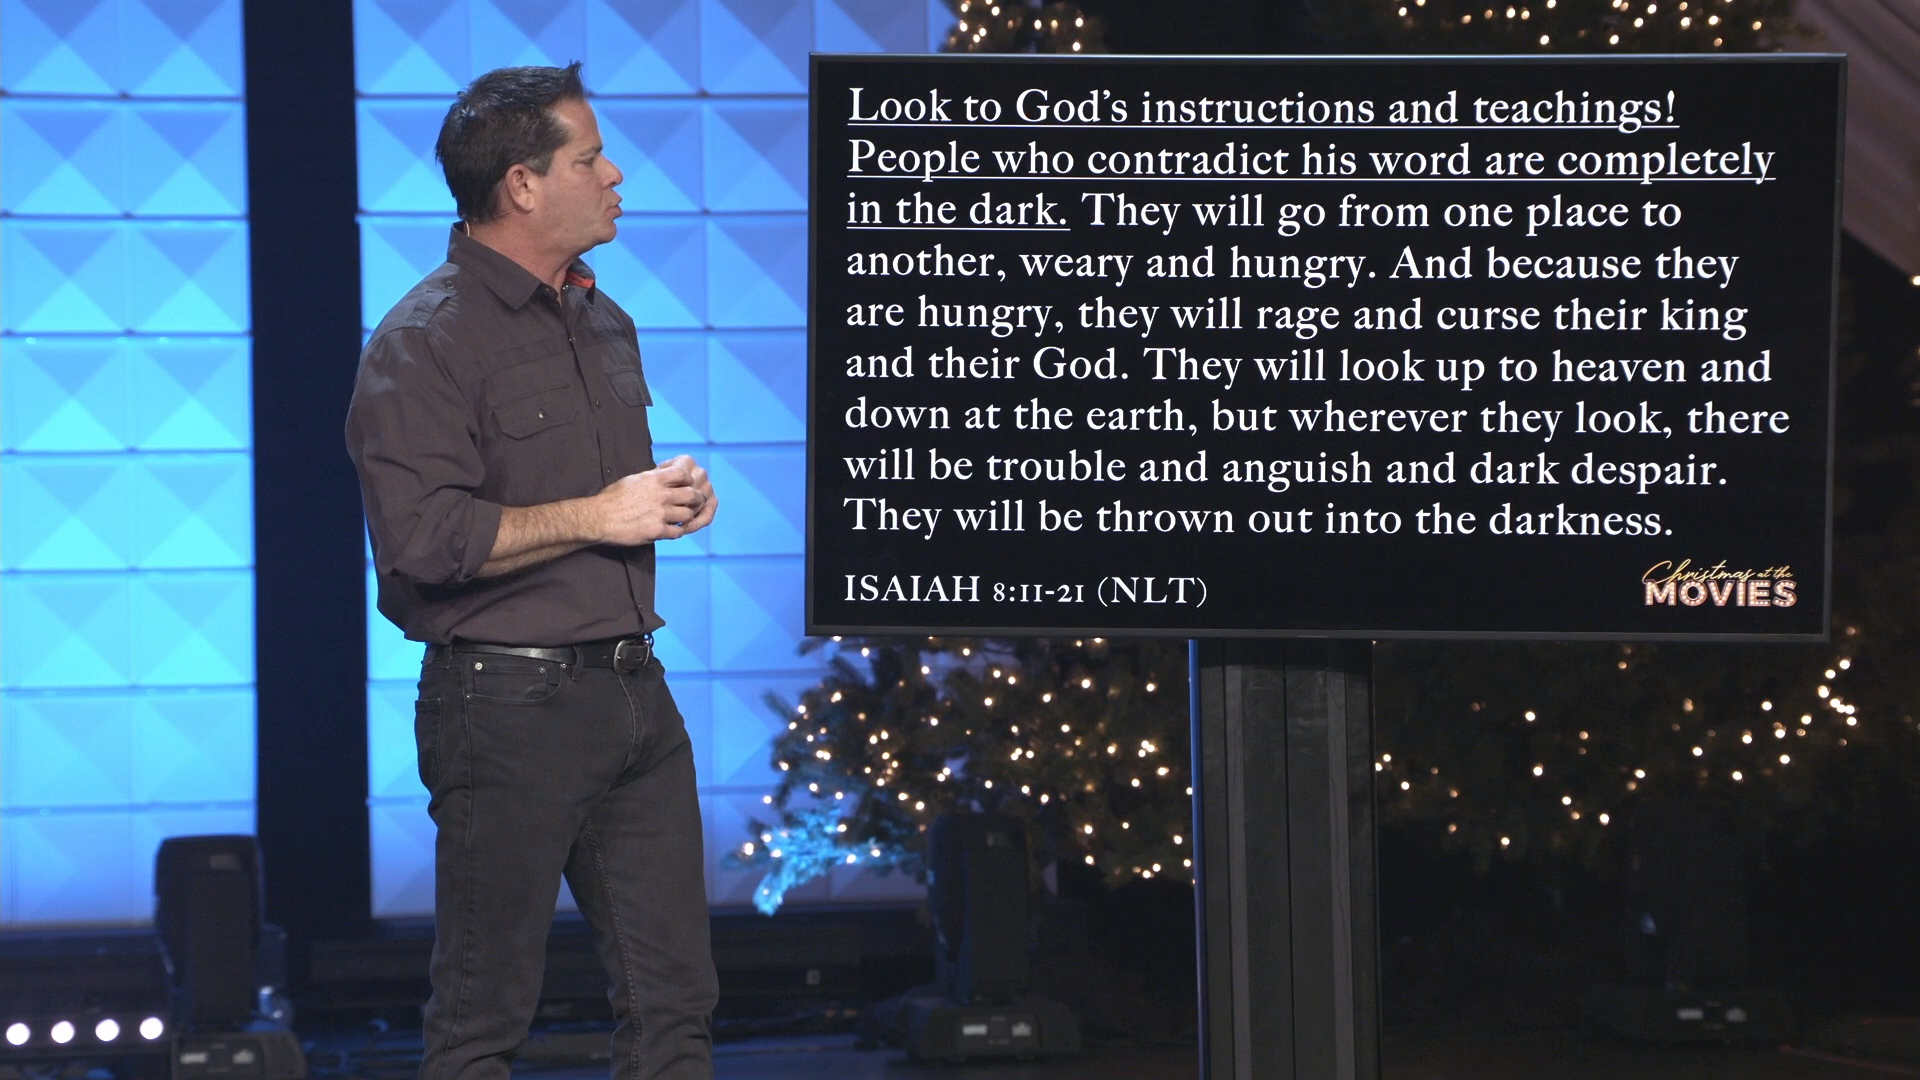 Look to God’s instructions and teachings!
People who contradict his word are completely
in the dark. They will go from one place to
another, weary and hungry. And because they
are hungry, they will rage and curse their king
and their God. They will look up to heaven and
down at the earth, but wherever they look, there
will be trouble and anguish and dark despair.
They will be thrown out into the darkness.
ISAIAH 8:11-21 (NLT)
Christmas at the
MOVIES